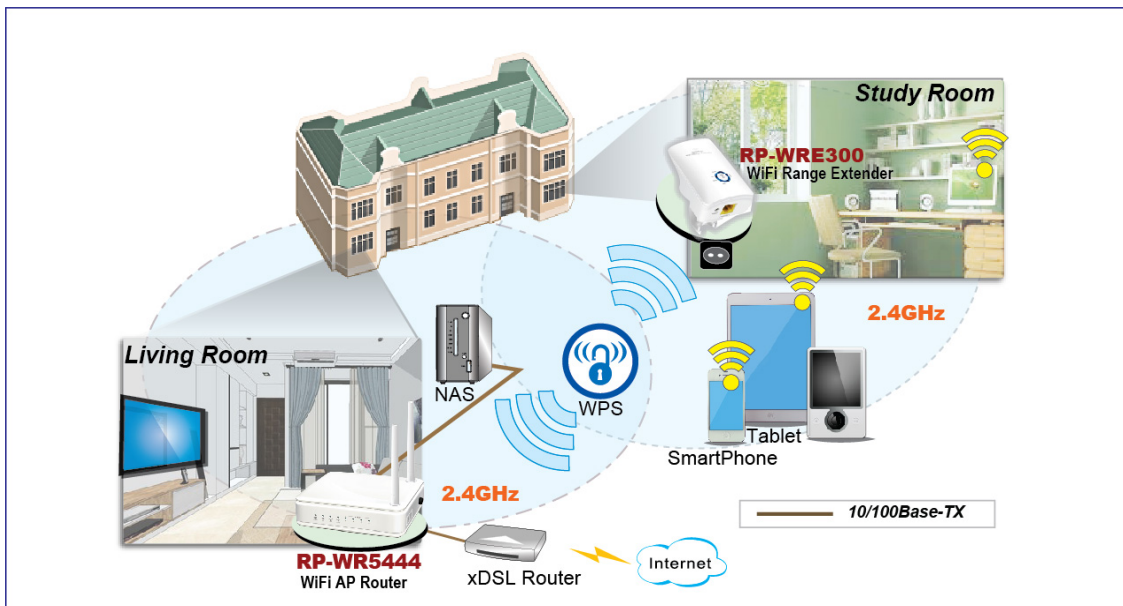 Study Room
RP-WRE300
WiFi Range Extender
2.4GHz
Living Room
NAS
WPS
Tablet
SmartPhone
2.4GHz
10/100Base-TX
RP-WR5444
WiFi AP Router
xDSL Router
Internet